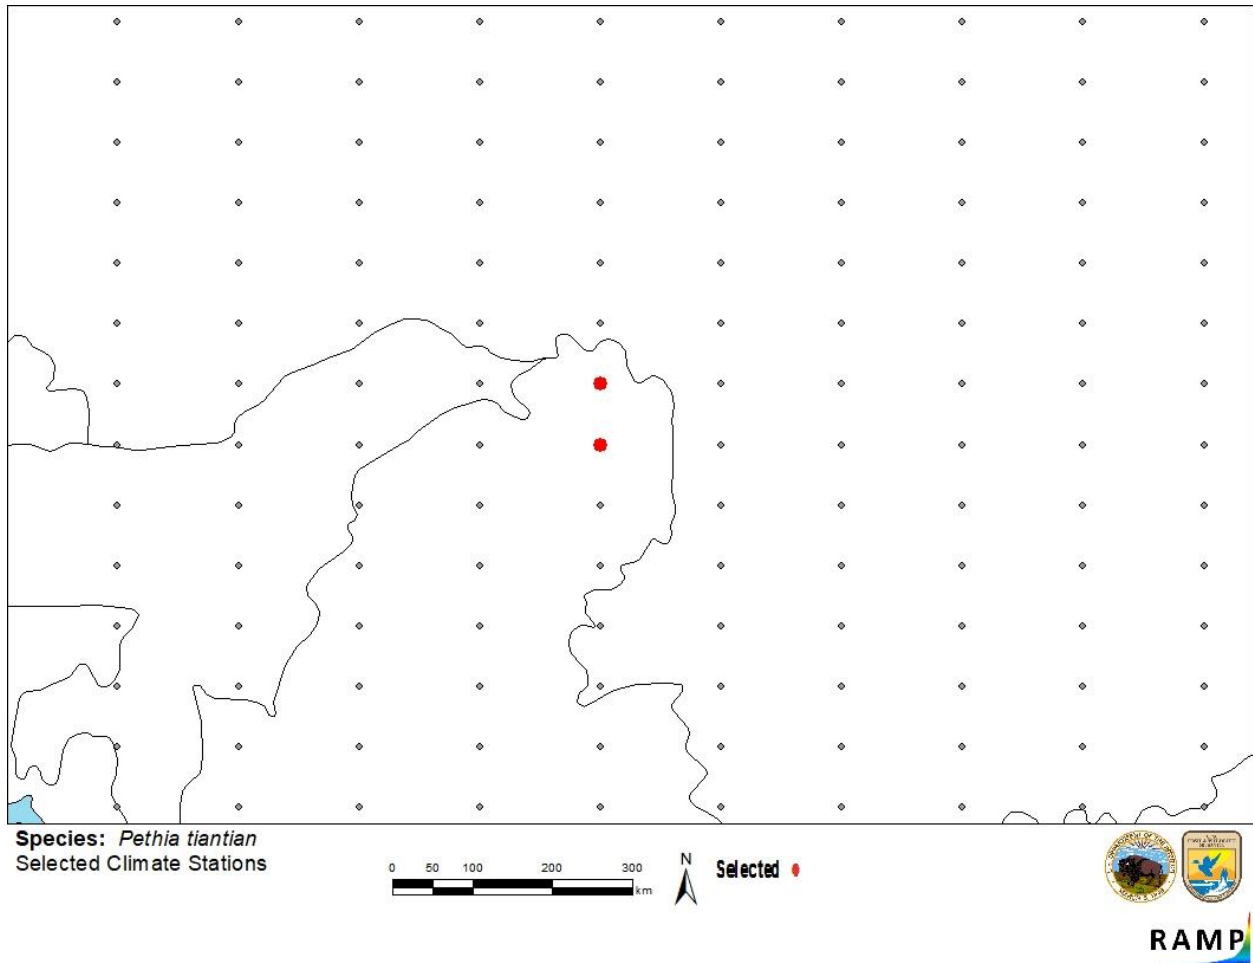 Species: Pethia tiantian
Selected Climate Stations
0 50 100 200 300
km
N
Selected
RAMP